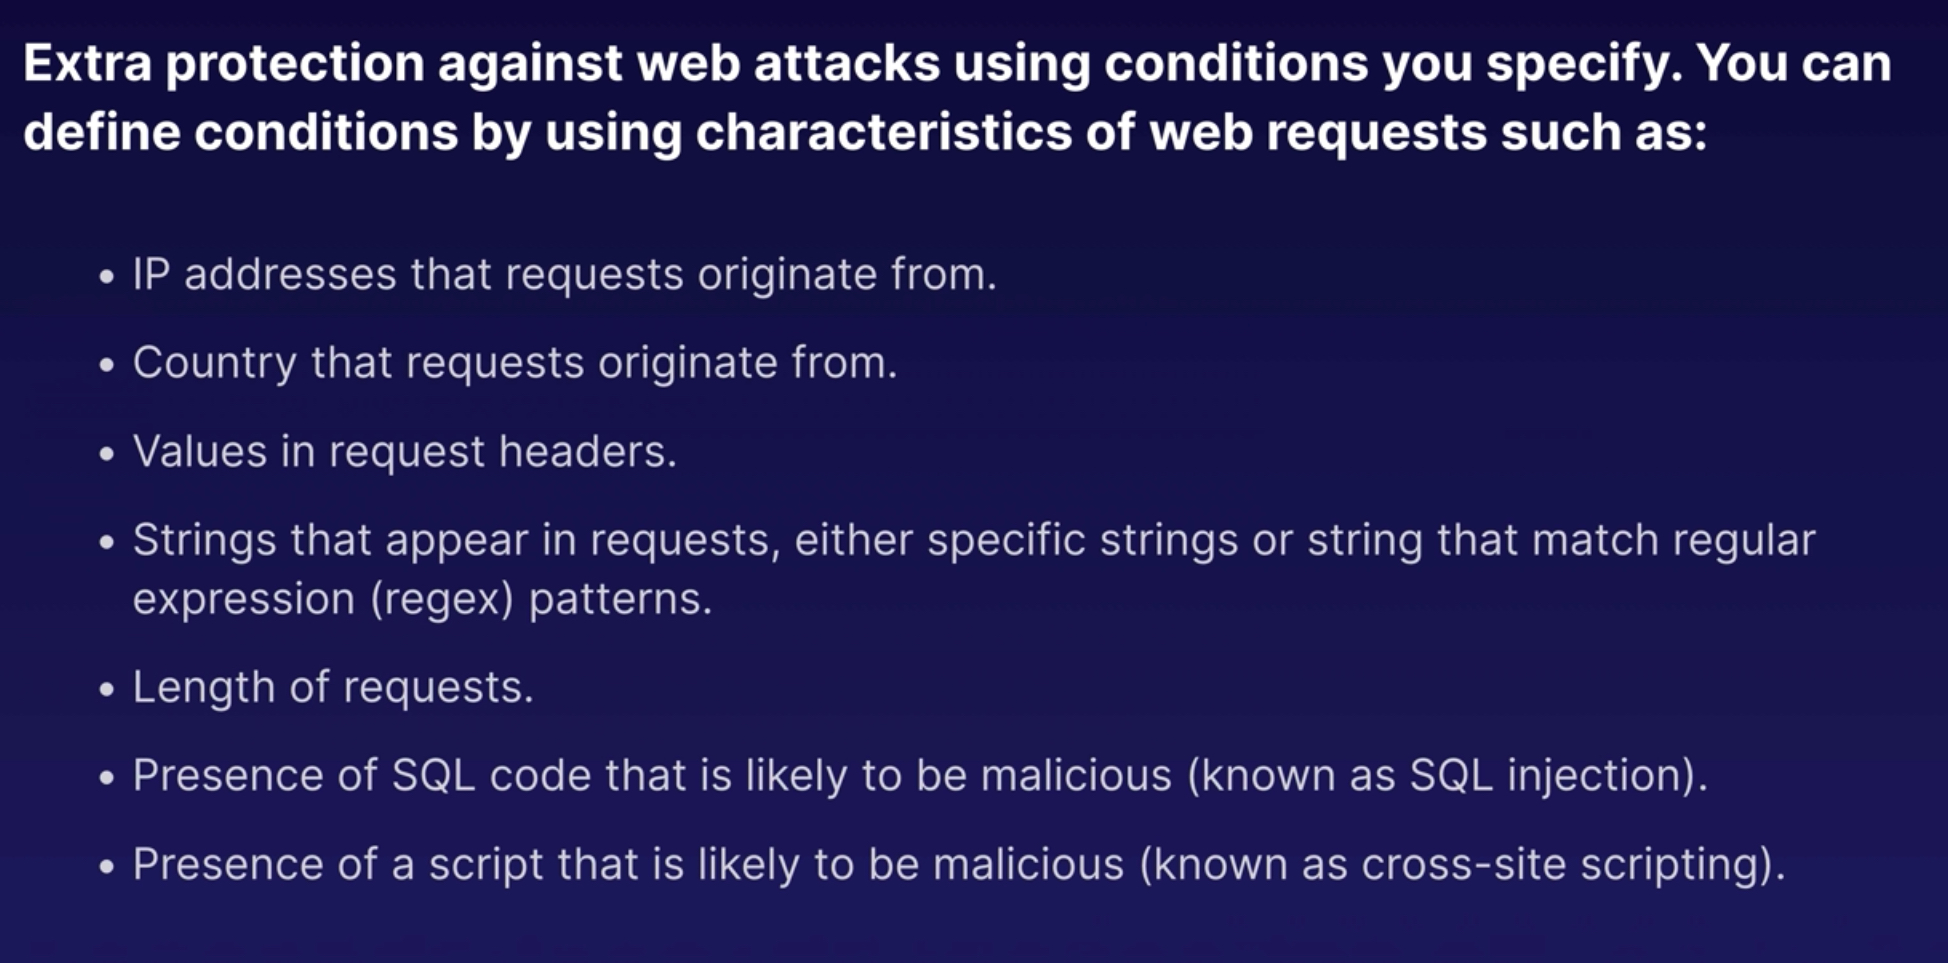 Extra protection against web attacks using conditions you specify. You can
define conditions by using characteristics of web requests such as:
• IP addresses that requests originate from.
• Country that requests originate from.
• Values in request headers.
• Strings that appear in requests, either specific strings or string that match regular
expression (regex) patterns.
• Length of requests.
• Presence of SQL code that is likely to be malicious (known as SQL injection).
• Presence of a script that is likely to be malicious (known as cross-site scripting).